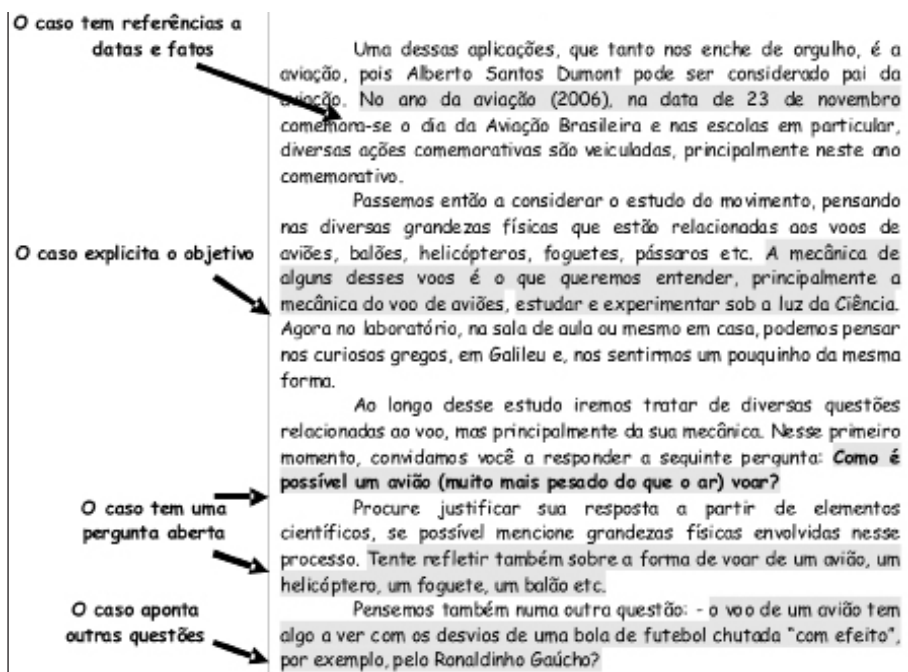 O caso tem referências a
datas e fatos
Uma dessas aplicações, que tanto nos enche de orgulho, é a
aviação, pois Alberto Santos Dumont pode ser considerado pai da
aviação. No ano da aviação (2006), na data de 23 de novembro
comemora-se o dia da Aviação Brasileira e nas escolas em particular,
diversas ações comemorativas são veiculadas, principalmente neste ano
comemorativo.
Passemos então a considerar o estudo do movimento, pensando
nas diversas grandezas físicas que estão relacionadas aos voos de
O caso explicita o objetivo
aviões, balões, helicópteros, foguetes, pássaros etc. A mecânica de
alguns desses voos é o que queremos entender, principalmente a
mecânica do voo de aviões, estudar e experimentar sob a luz da Ciência.
Agora no laboratório, na sala de aula ou mesmo em casa, podemos pensar
nos curiosos gregos, em Galileu e, nos sentirmos um pouquinho da mesma
forma.
Ao longo desse estudo iremos tratar de diversas questões
relacionadas ao voo, mas principalmente da sua mecânica. Nesse primeiro
momento, convidamos você a responder a seguinte pergunta: Como é
possível um avião (muito mais pesado do que o ar) voar?
O caso tem uma
pergunta aberta
Procure justificar sua resposta a partir de elementos
científicos, se possível mencione grandezas físicas envolvidas nesse
processo. Tente refletir também sobre a forma de voar de um avião, um
helicóptero, um foguete, um balão etc.
O caso aponta
outras questões
Pensemos também numa outra questão: - o voo de um avião tem
algo a ver com os desvios de uma bola de futebol chutada "com efeito",
por exemplo, pelo Ronaldinho Gaúcho?